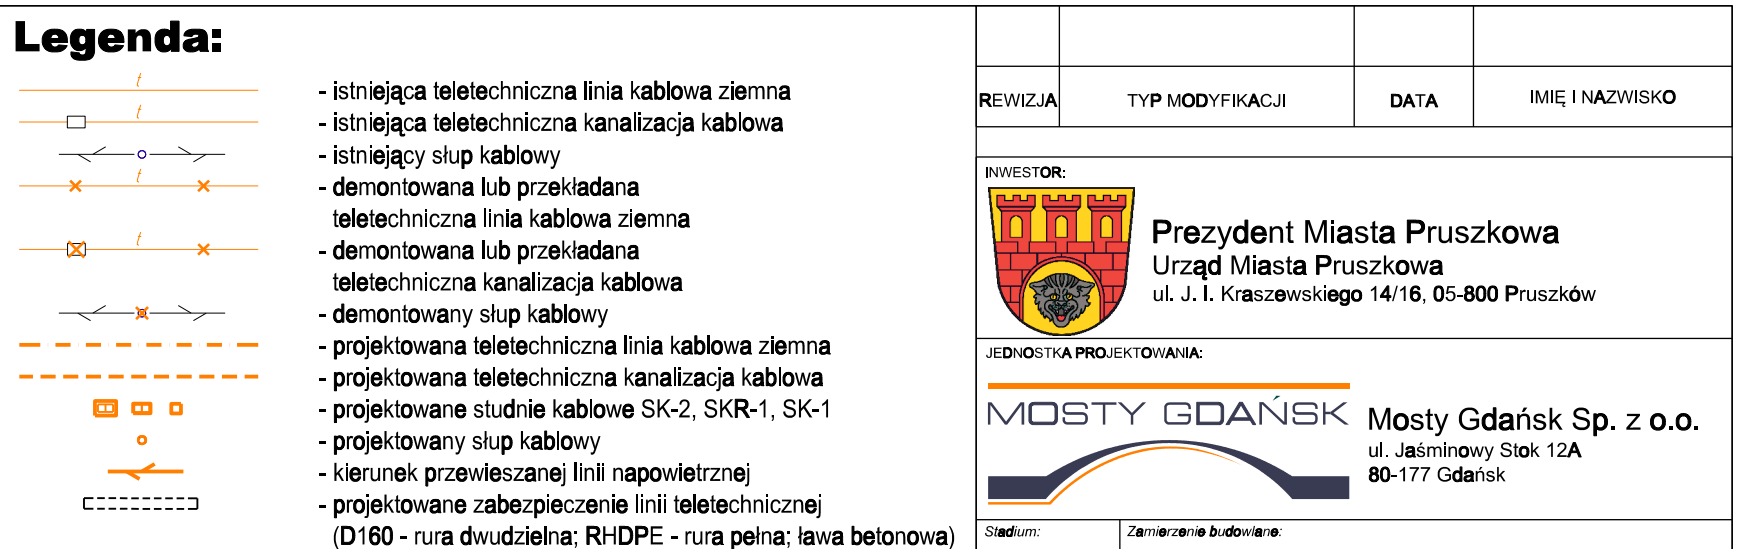 Legenda:
t
- istniejąca teletechniczna linia kablowa ziemna
t
- istniejąca teletechniczna kanalizacja kablowa
- istniejący słup kablowy
t
- demontowana lub przekładana
teletechniczna linia kablowa ziemna
t
- demontowana lub przekładana
teletechniczna kanalizacja kablowa
- demontowany słup kablowy
- projektowana teletechniczna linia kablowa ziemna
- projektowana teletechniczna kanalizacja kablowa
- projektowane studnie kablowe SK-2, SKR-1, SK-1
- projektowany słup kablowy
- kierunek przewieszanej linii napowietrznej
- projektowane zabezpieczenie linii teletechnicznej
(D160 - rura dwudzielna; RHDPE - rura pełna; ława betonowa)
REWIZJA TYP MODYFIKACJI DATA IMIĘ I NAZWISKO
INWESTOR:
Prezydent Miasta Pruszkowa
Urząd Miasta Pruszkowa
ul. J. I. Kraszewskiego 14/16, 05-800 Pruszków
JEDNOSTKA PROJEKTOWANIA:
MOSTY GDAŃSK
Mosty Gdańsk Sp. z o.o.
ul. Jaśminowy Stok 12A
80-177 Gdańsk
Stadium: Zamierzenie budowlane: